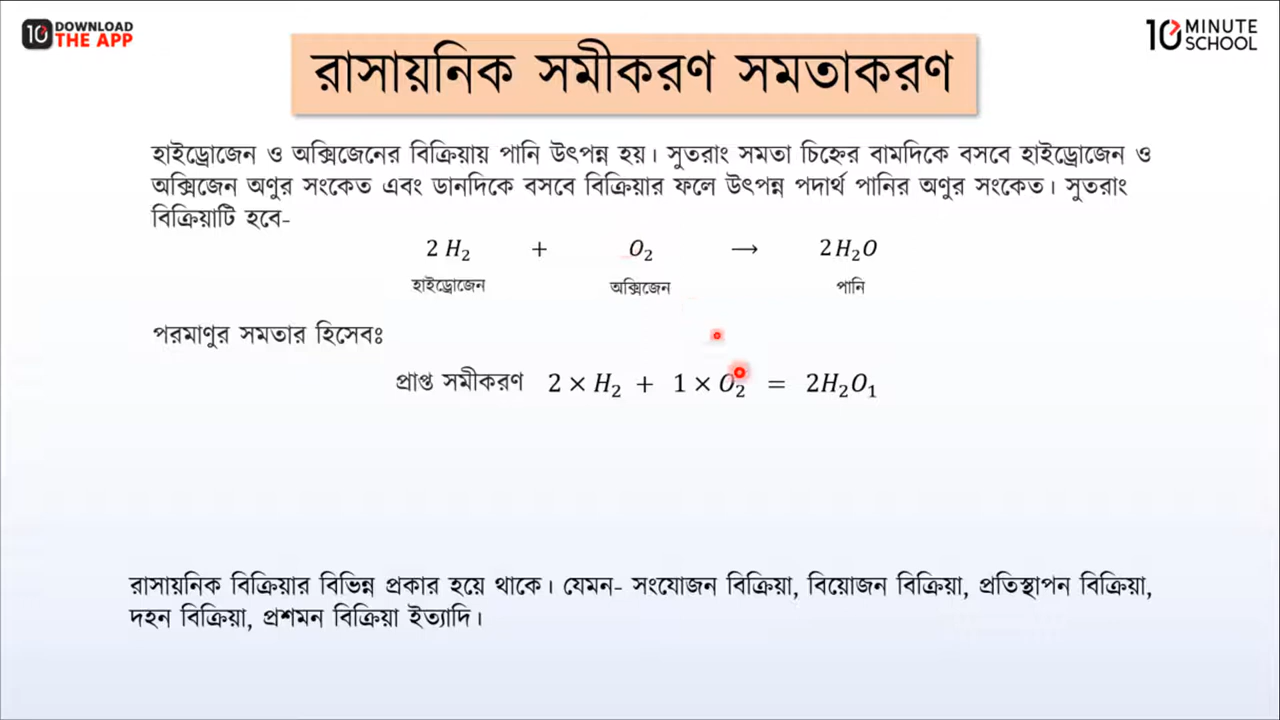 DOWNLOAD
THE APP
10 MINUTE
SCHOOL
রাসায়নিক সমীকরণ সমতাকরণ
হাইড্রোজেন ও অক্সিজেনের বিক্রিয়ায় পানি উৎপন্ন হয়। সুতরাং সমতা চিহ্নের বামদিকে বসবে হাইড্রোজেন ও
অক্সিজেন অণুর সংকেত এবং ডানদিকে বসবে বিক্রিয়ার ফলে উৎপন্ন পদার্থ পানির অণুর সংকেত। সুতরাং
বিক্রিয়াটি হবে-
2 H₂ + O₂ ⟶ 2H₂O
হাইড্রোজেন অক্সিজেন পানি
পরমাণুর সমতার হিসেবঃ
প্রাপ্ত সমীকরণ 2 × H₂ + 1 × O₂ = 2H₂O₁
রাসায়নিক বিক্রিয়ার বিভিন্ন প্রকার হয়ে থাকে। যেমন- সংযোজন বিক্রিয়া, বিয়োজন বিক্রিয়া, প্রতিস্থাপন বিক্রিয়া,
দহন বিক্রিয়া, প্রশমন বিক্রিয়া ইত্যাদি।